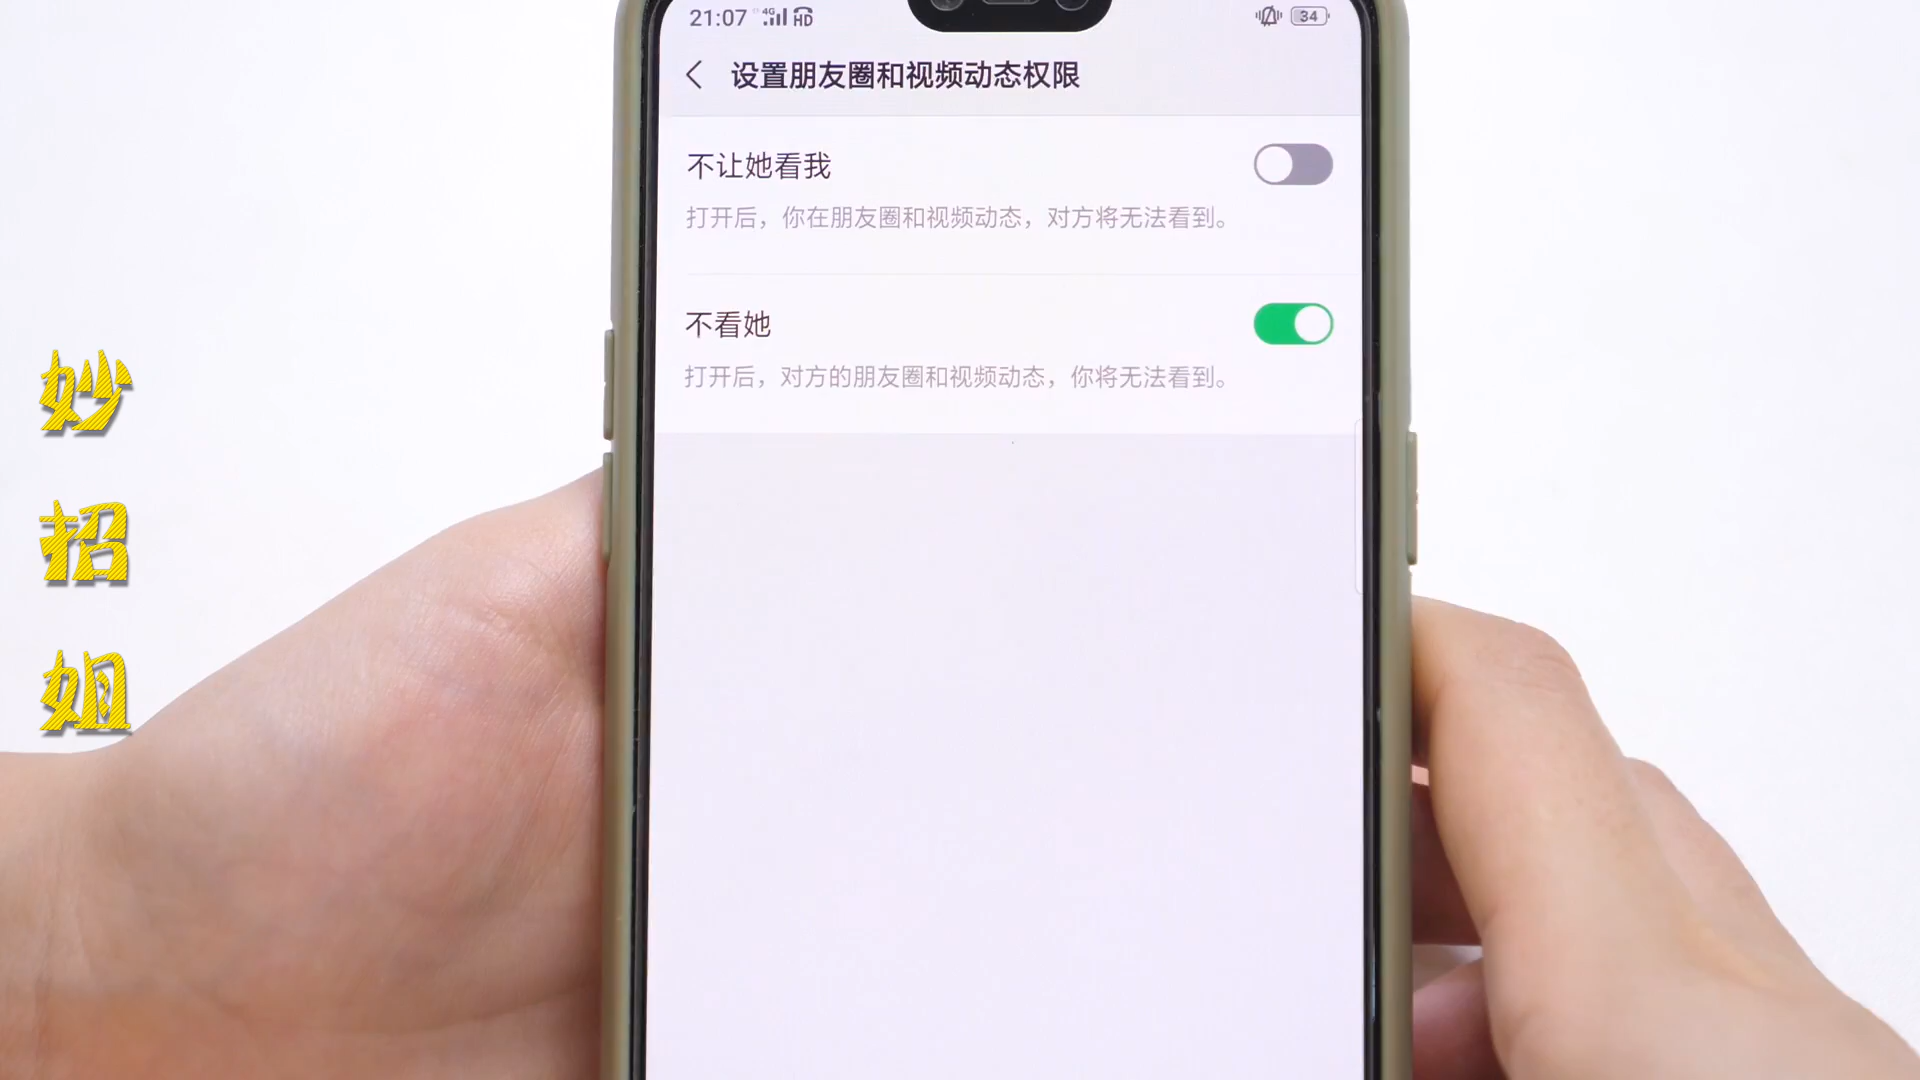 21:07 4G HD 34
设置朋友圈和视频动态权限
不让她看我
打开后，你在朋友圈和视频动态，对方将无法看到。
不看她
打开后，对方的朋友圈和视频动态，你将无法看到。
妙
招
姐